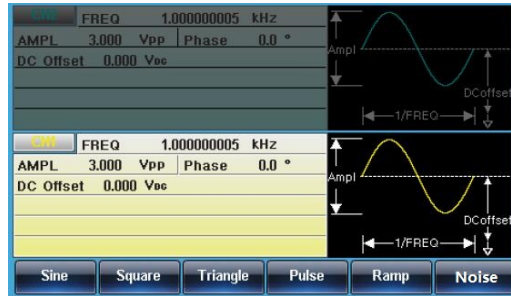 CH2 FREQ 1.000000005 kHz
AMPL 3.000 Vpp Phase 0.0 °
DC Offset 0.000 VDC
Ampl
DCoffset
1/FREQ
FREQ 1.000000005 kHz
AMPL 3.000 Vpp Phase 0.0 °
DC Offset 0.000 VDC
Ampl
DCoffset
1/FREQ
Sine Square Triangle Pulse Ramp Noise